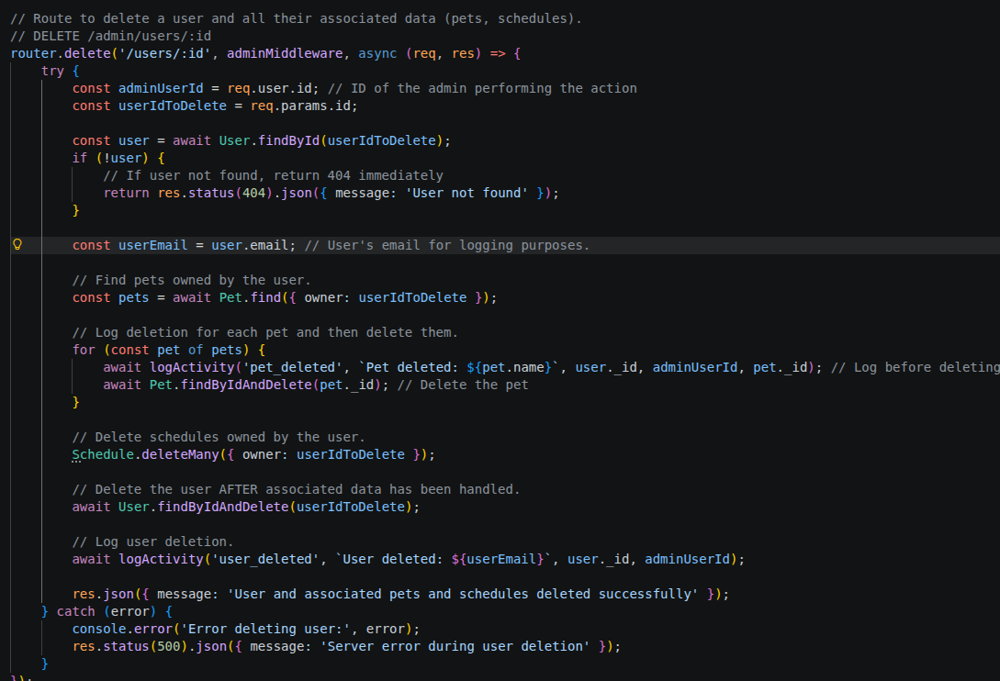 // Route to delete a user and all their associated data (pets, schedules).
// DELETE /admin/users/:id
router.delete('/users/:id', adminMiddleware, async (req, res) => {
    try {
        const adminUserId = req.user.id; // ID of the admin performing the action
        const userIdToDelete = req.params.id;

        const user = await User.findById(userIdToDelete);
        if (!user) {
            // If user not found, return 404 immediately
            return res.status(404).json({ message: 'User not found' });
        }

        const userEmail = user.email; // User's email for logging purposes.

        // Find pets owned by the user.
        const pets = await Pet.find({ owner: userIdToDelete });

        // Log deletion for each pet and then delete them.
        for (const pet of pets) {
            await logActivity('pet_deleted', `Pet deleted: ${pet.name}`, user._id, adminUserId, pet._id); // Log before deleting
            await Pet.findByIdAndDelete(pet._id); // Delete the pet
        }

        // Delete schedules owned by the user.
        Schedule.deleteMany({ owner: userIdToDelete });

        // Delete the user AFTER associated data has been handled.
        await User.findByIdAndDelete(userIdToDelete);

        // Log user deletion.
        await logActivity('user_deleted', `User deleted: ${userEmail}`, user._id, adminUserId);

        res.json({ message: 'User and associated pets and schedules deleted successfully' });
    } catch (error) {
        console.error('Error deleting user:', error);
        res.status(500).json({ message: 'Server error during user deletion' });
    }
});